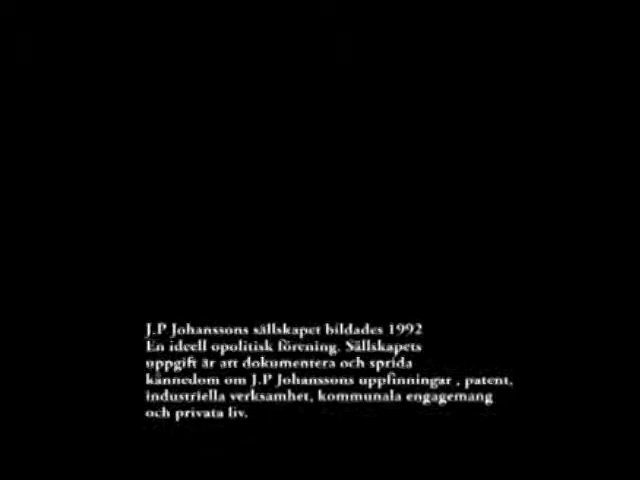 J.P Johanssons sällskapet bildades 1992
En ideell opolitisk förening. Sällskapets
uppgift är att dokumentera och sprida
kännedom om J.P Johanssons uppfinningar , patent,
industriella verksamhet, kommunala engagemang
och privata liv.